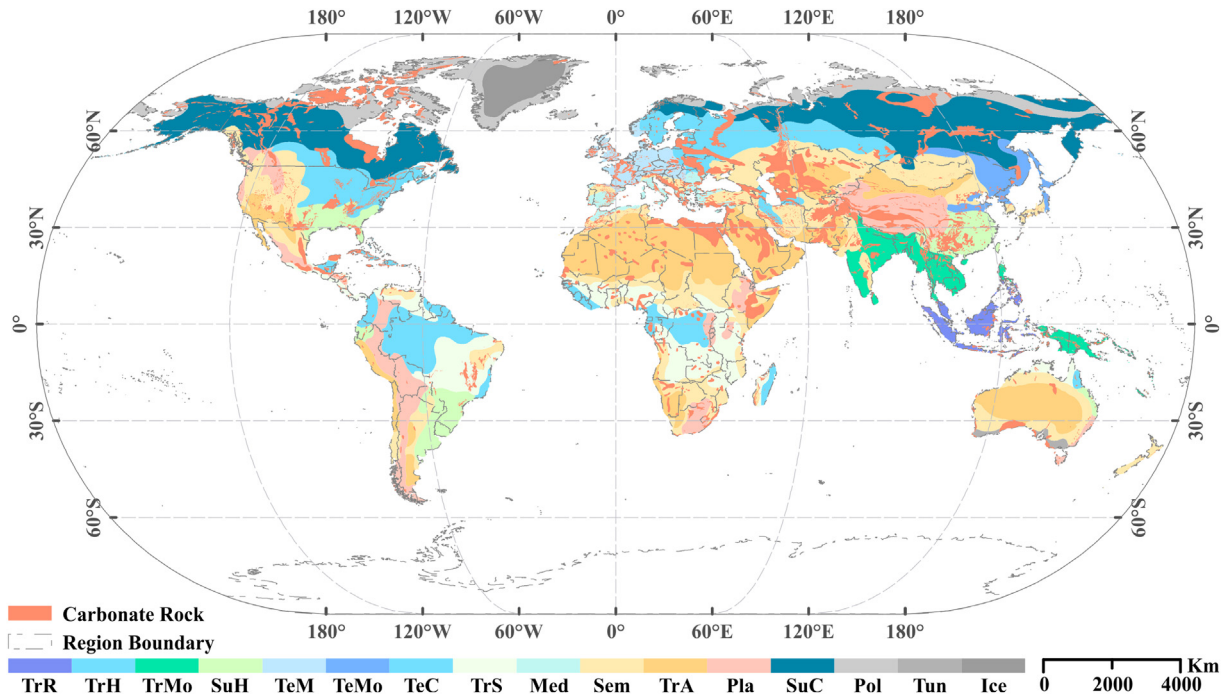 180° 120°W 60°W 0° 60°E 120°E 180°
60°N 60°N
30°N 30°N
0° 0°
30°S 30°S
60°S 60°S
180° 120°W 60°W 0° 60°E 120°E 180°
Carbonate Rock
Region Boundary
TrR TrH TrMo SuH TeM TeMo TeC TrS Med Sem TrA Pla SuC Pol Tun Ice
Km
0 2000 4000